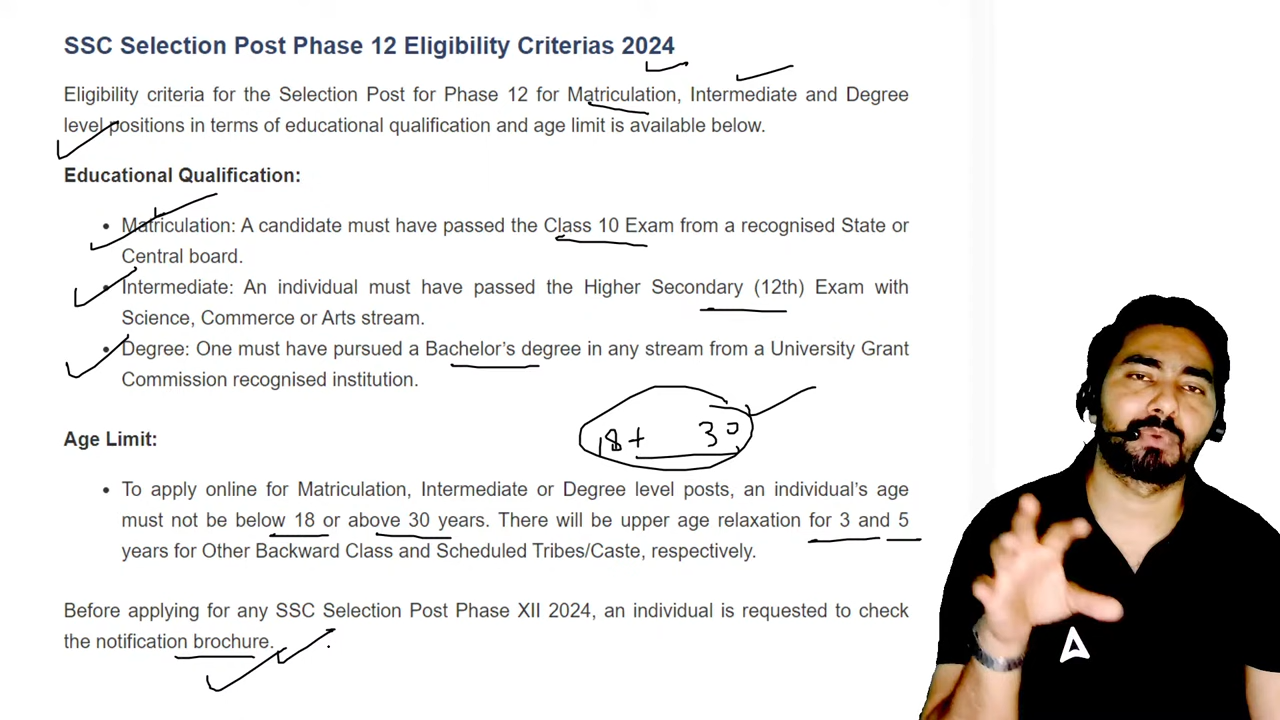 SSC Selection Post Phase 12 Eligibility Criterias 2024
Eligibility criteria for the Selection Post for Phase 12 for Matriculation, Intermediate and Degree
level positions in terms of educational qualification and age limit is available below.
Educational Qualification:
• Matriculation: A candidate must have passed the Class 10 Exam from a recognised State or
Central board.
• Intermediate: An individual must have passed the Higher Secondary (12th) Exam with
Science, Commerce or Arts stream.
• Degree: One must have pursued a Bachelor's degree in any stream from a University Grant
Commission recognised institution.
18+ 30
Age Limit:
• To apply online for Matriculation, Intermediate or Degree level posts, an individual's age
must not be below 18 or above 30 years. There will be upper age relaxation for 3 and 5
years for Other Backward Class and Scheduled Tribes/Caste, respectively.
Before applying for any SSC Selection Post Phase XII 2024, an individual is requested to check
the notification brochure.